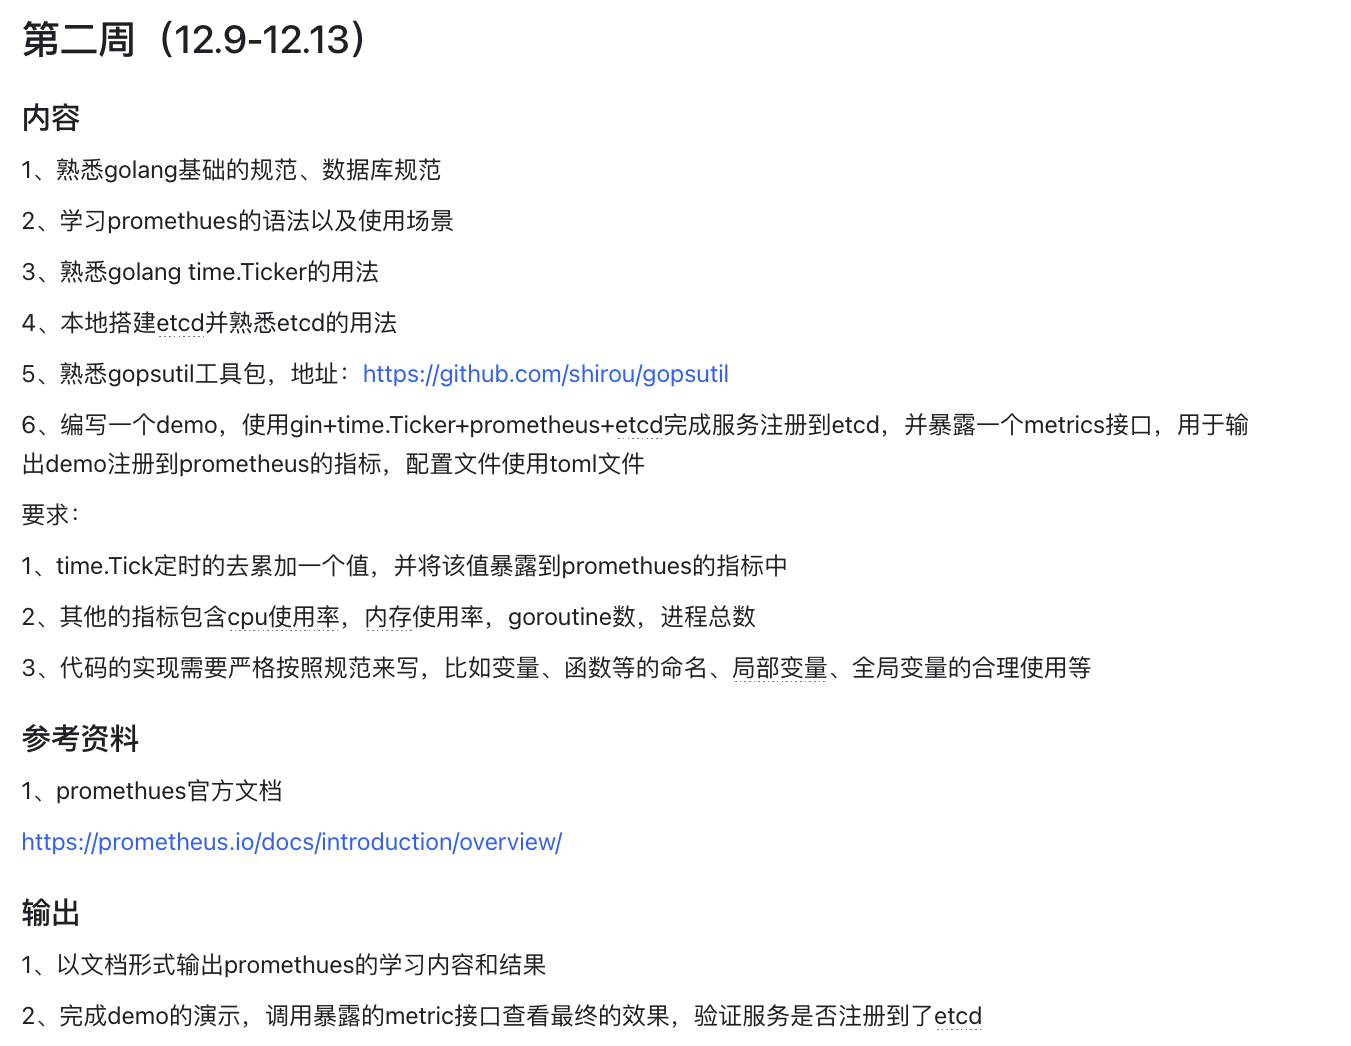 第二周（12.9-12.13）
内容
1、熟悉golang基础的规范、数据库规范
2、学习promethues的语法以及使用场景
3、熟悉golang time.Ticker的用法
4、本地搭建etcd并熟悉etcd的用法
5、熟悉gopsutil工具包，地址：https://github.com/shirou/gopsutil
6、编写一个demo，使用gin+time.Ticker+prometheus+etcd完成服务注册到etcd，并暴露一个metrics接口，用于输
出demo注册到prometheus的指标，配置文件使用toml文件
要求：
1、time.Tick定时的去累加一个值，并将该值暴露到promethues的指标中
2、其他的指标包含cpu使用率，内存使用率，goroutine数，进程总数
3、代码的实现需要严格按照规范来写，比如变量、函数等的命名、局部变量、全局变量的合理使用等
参考资料
1、promethues官方文档
https://prometheus.io/docs/introduction/overview/
输出
1、以文档形式输出promethues的学习内容和结果
2、完成demo的演示，调用暴露的metric接口查看最终的效果，验证服务是否注册到了etcd